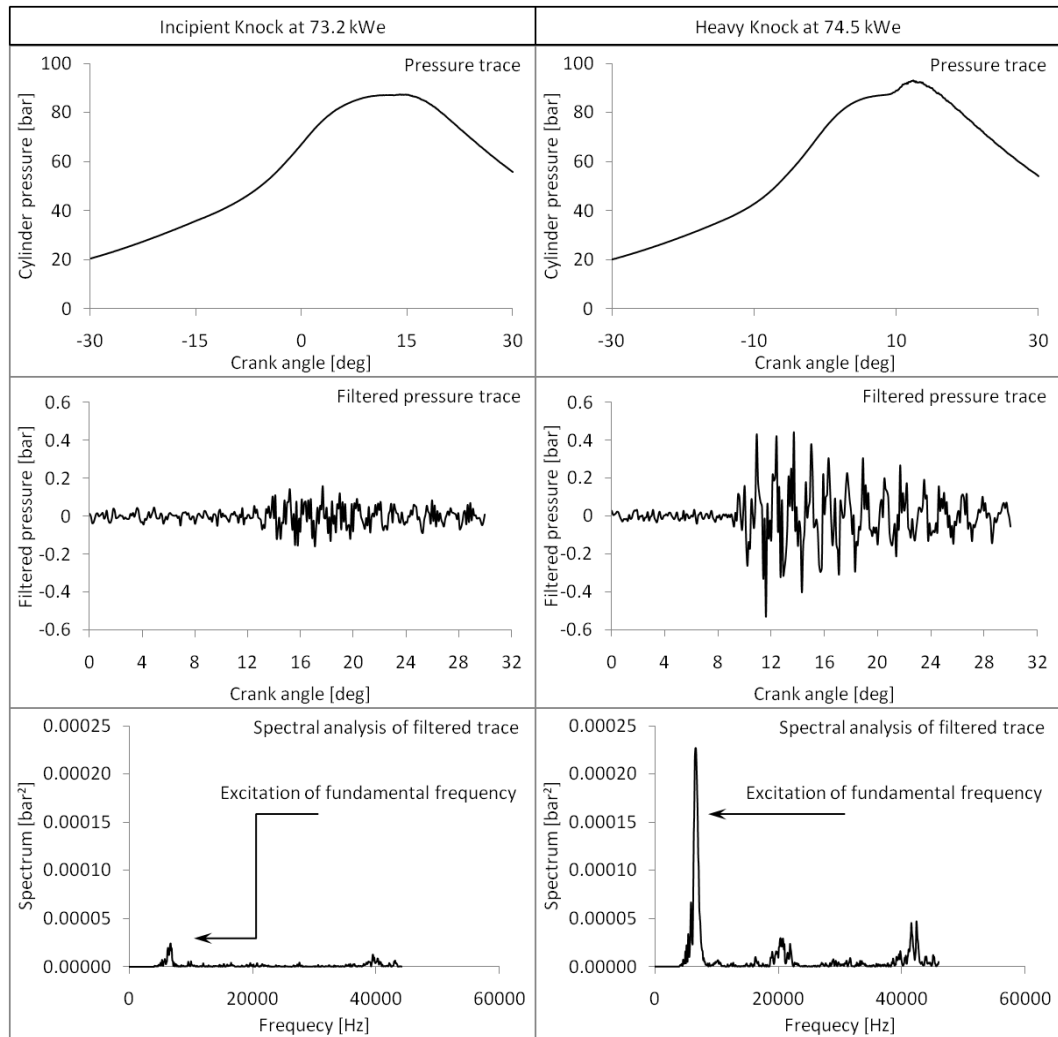 Incipient Knock at 73.2 kWe
Heavy Knock at 74.5 kWe
Pressure trace
Cylinder pressure [bar]
100
80
60
40
20
0
-30 -15 0 15 30
Crank angle [deg]
Pressure trace
Cylinder pressure [bar]
100
80
60
40
20
0
-30 -10 10 30
Crank angle [deg]
Filtered pressure trace
Filtered pressure [bar]
0.6
0.4
0.2
0
-0.2
-0.4
-0.6
0 4 8 12 16 20 24 28 32
Crank angle [deg]
Filtered pressure trace
Filtered pressure [bar]
0.6
0.4
0.2
0
-0.2
-0.4
-0.6
0 4 8 12 16 20 24 28 32
Crank angle [deg]
Spectral analysis of filtered trace
Excitation of fundamental frequency
Spectrum [bar²]
0.00025
0.00020
0.00015
0.00010
0.00005
0.00000
0 20000 40000 60000
Frequecy [Hz]
Spectral analysis of filtered trace
Excitation of fundamental frequency
Spectrum [bar²]
0.00025
0.00020
0.00015
0.00010
0.00005
0.00000
0 20000 40000 60000
Frequecy [Hz]